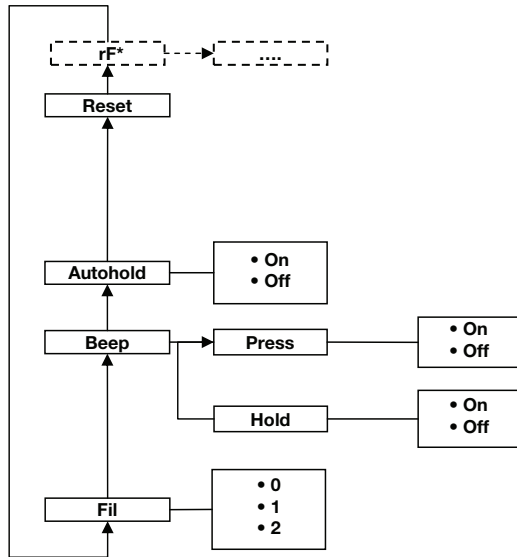 rF*
....
Reset
Autohold
• On
• Off
Beep
Press
• On
• Off
Hold
• On
• Off
Fil
• 0
• 1
• 2